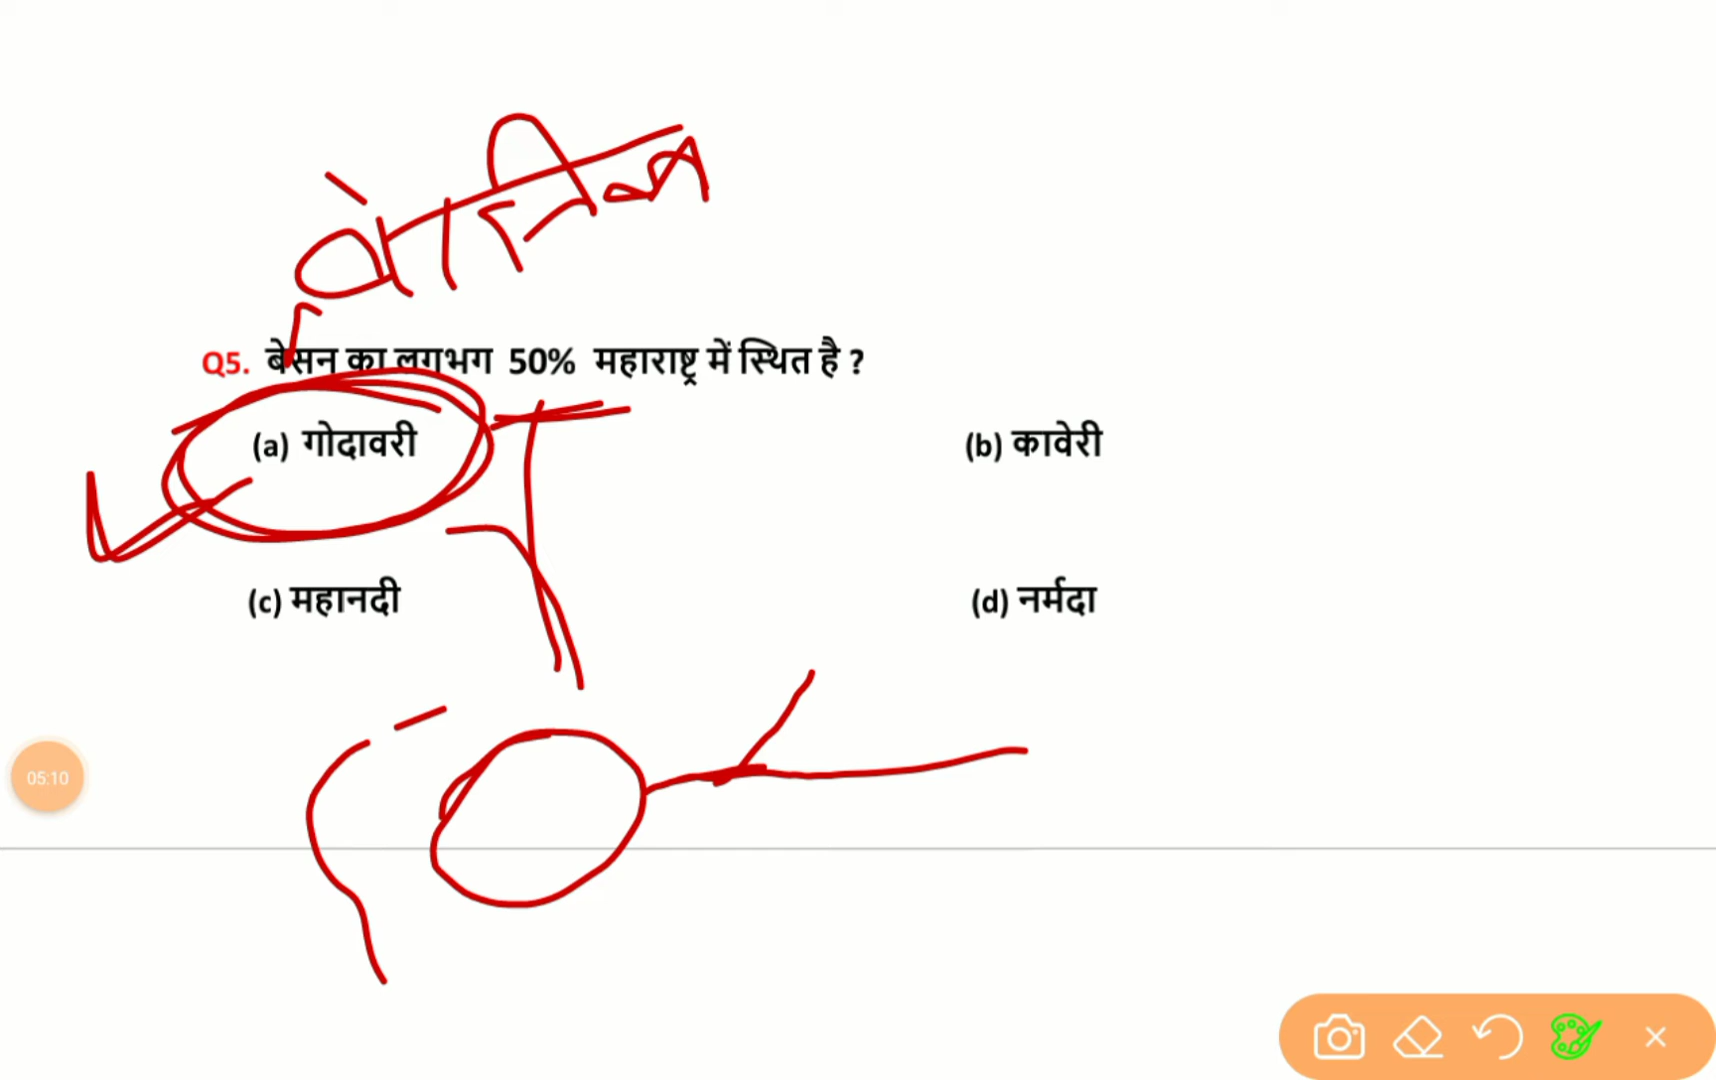 Q5. बेसन का लगभग 50% महाराष्ट्र में स्थित है ?
(a) गोदावरी
(b) कावेरी
(c) महानदी
(d) नर्मदा
05:10